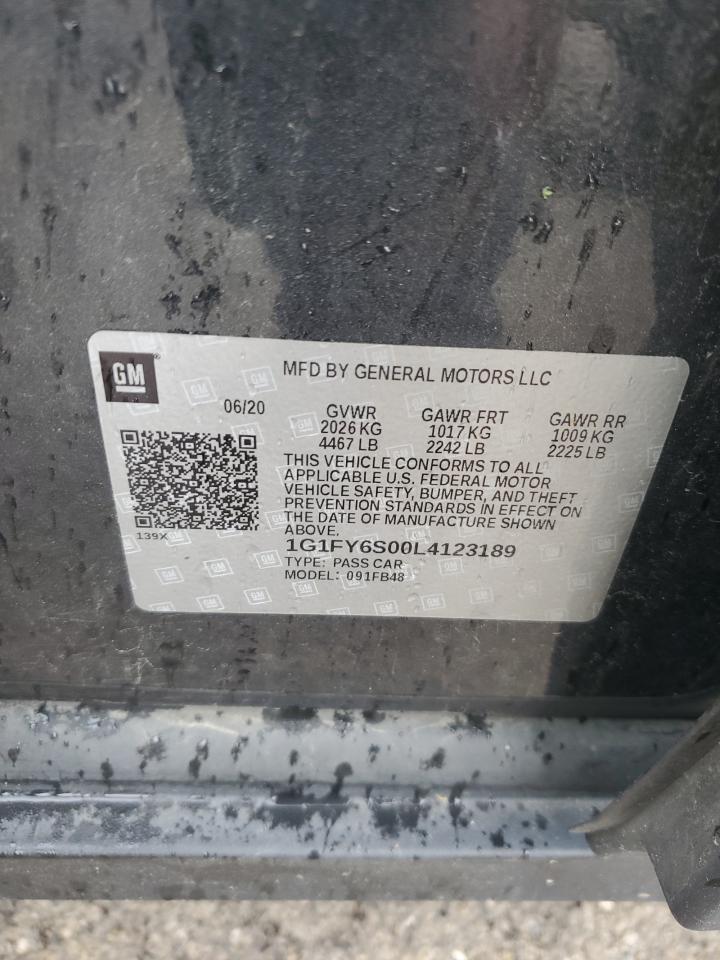 GM
MFD BY GENERAL MOTORS LLC
06/20 GVWR GAWR FRT GAWR RR
2026 KG 1017 KG 1009 KG
4467 LB 2242 LB 2225 LB
THIS VEHICLE CONFORMS TO ALL
APPLICABLE U.S. FEDERAL MOTOR
VEHICLE SAFETY, BUMPER, AND THEFT
PREVENTION STANDARDS IN EFFECT ON
THE DATE OF MANUFACTURE SHOWN
ABOVE.
139X
1G1FY6S00L4123189
TYPE: PASS CAR
MODEL: 091FB48